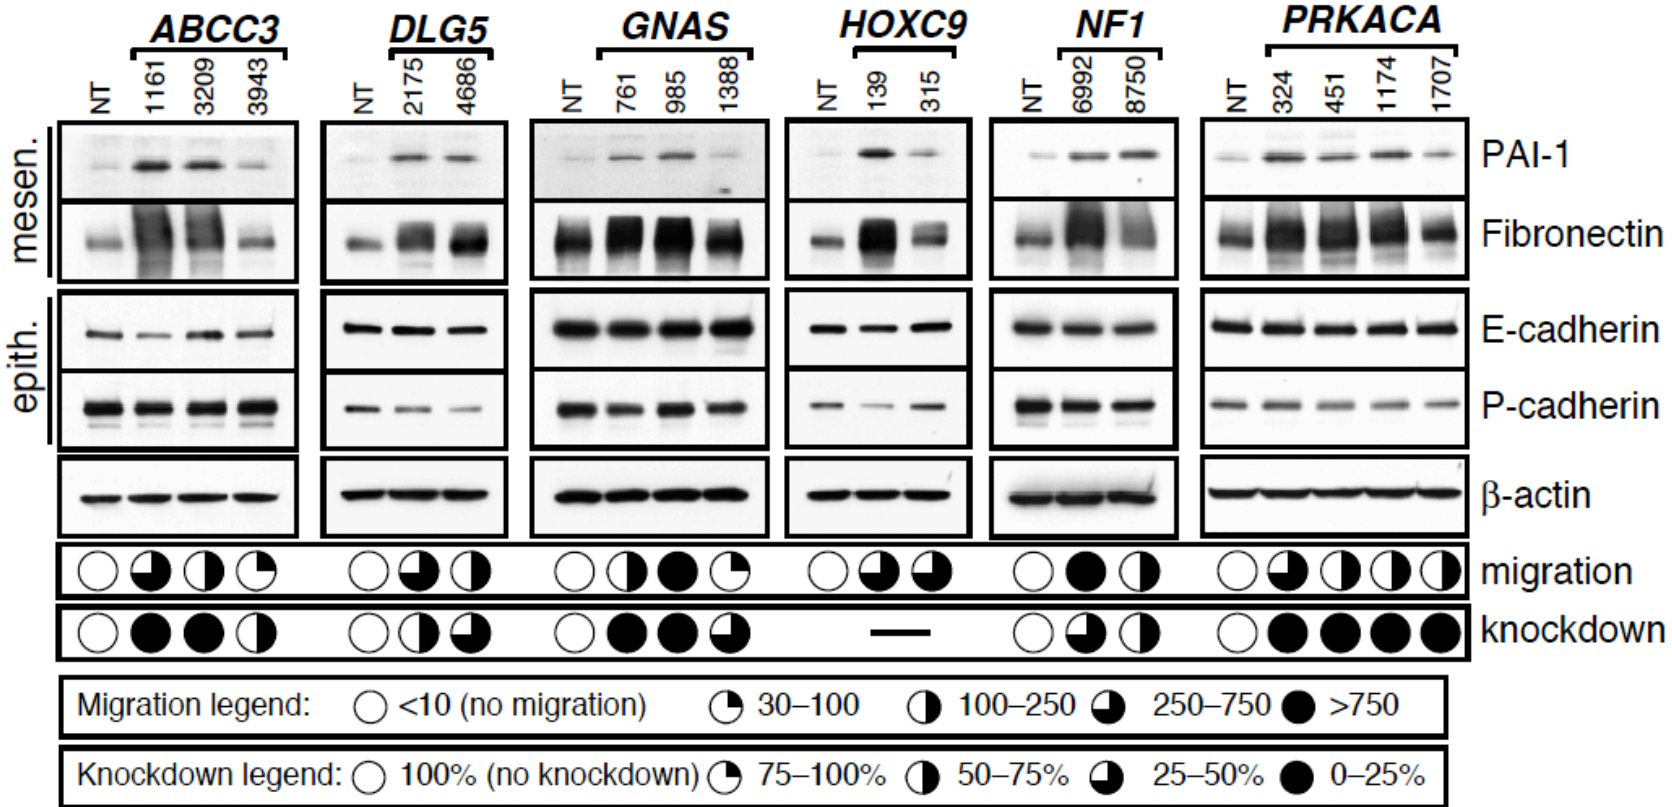 ABCC3 DLG5 GNAS HOXC9 NF1 PRKACA
NT 1161 3209 3943 NT 2175 4686 NT 761 985 1388 NT 139 315 NT 6992 8750 NT 324 451 1174 1707
mesen.
PAI-1
Fibronectin
epith.
E-cadherin
P-cadherin
β-actin
migration
knockdown
Migration legend: <10 (no migration) 30–100 100–250 250–750 >750
Knockdown legend: 100% (no knockdown) 75–100% 50–75% 25–50% 0–25%